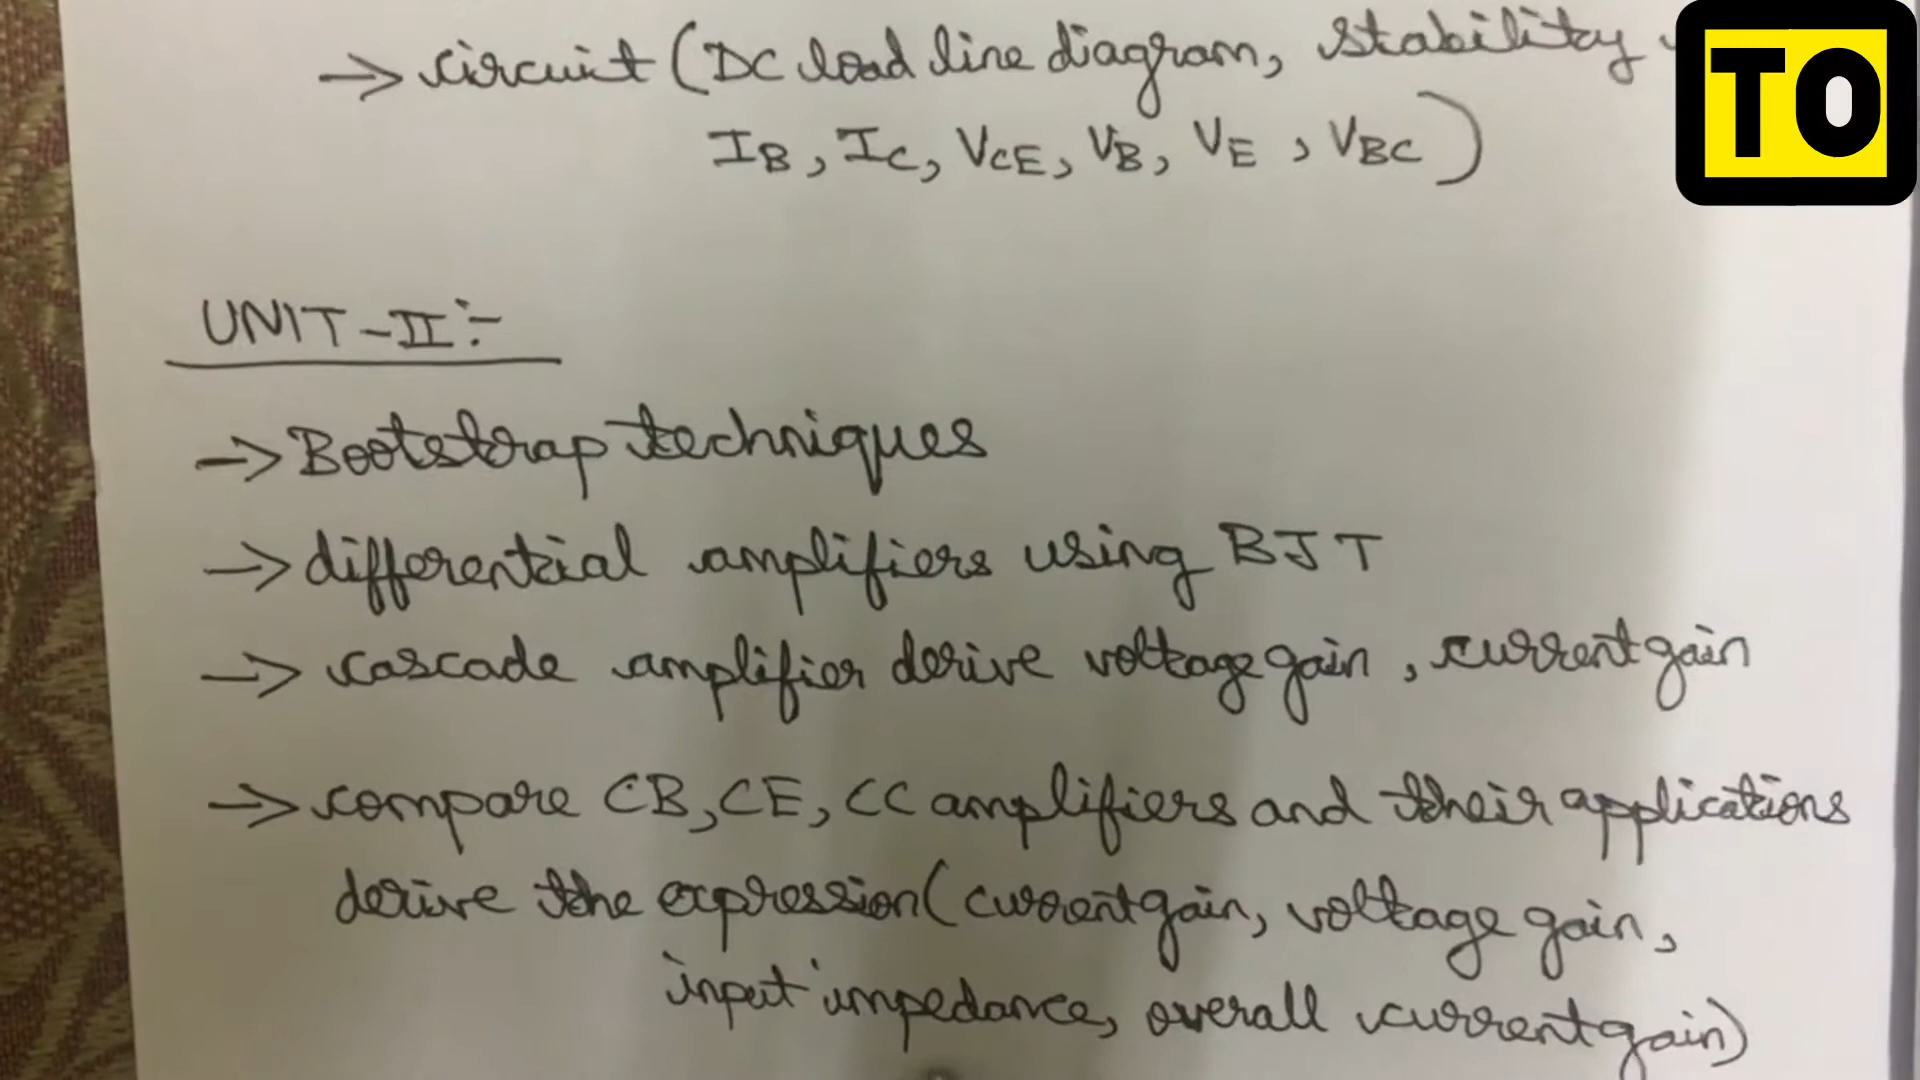 → circuit (DC load line diagram, stability
TO
IB, IC, VCE, VB, VE, VBC)
UNIT-II:-
→ Bootstrap techniques
→ differential amplifiers using BJT
→ cascade amplifier derive voltage gain, current gain
→ compare CB, CE, CC amplifiers and their applications
derive the expression (current gain, voltage gain,
input impedance, overall current gain)